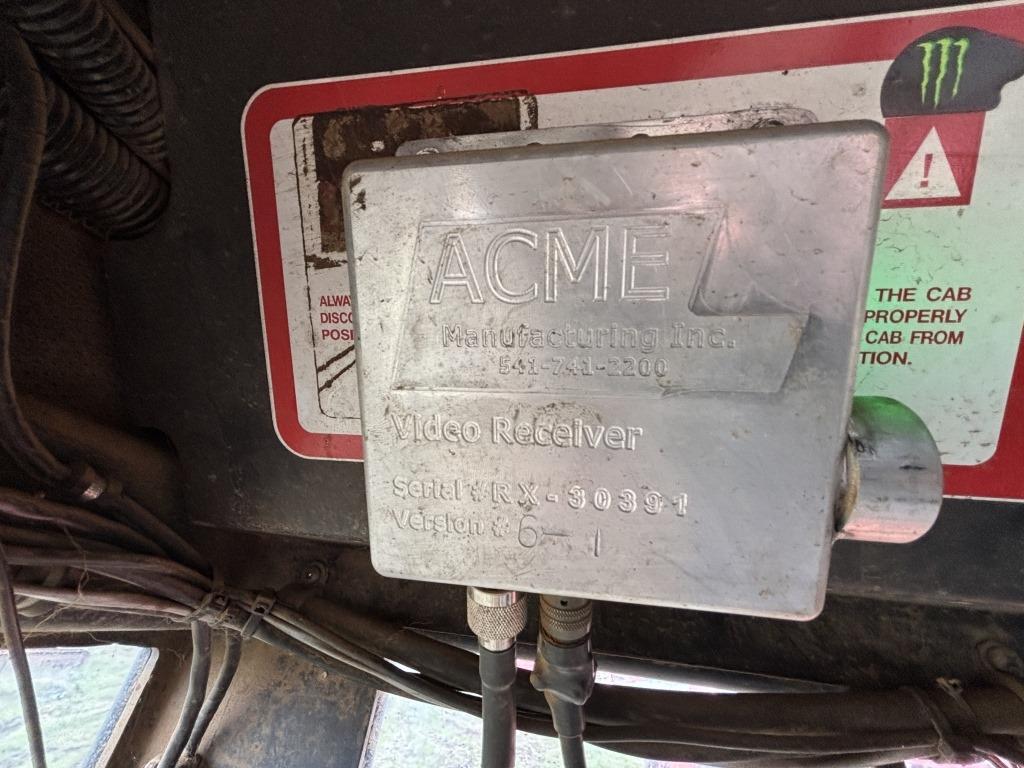 ACME
Manufacturing Inc.
541-741-2200
Video Receiver
Serial # RX-30391
Version # 6-1
ALWA
DISCO
POSI
THE CAB
PROPERLY
CAB FROM
TION.
!